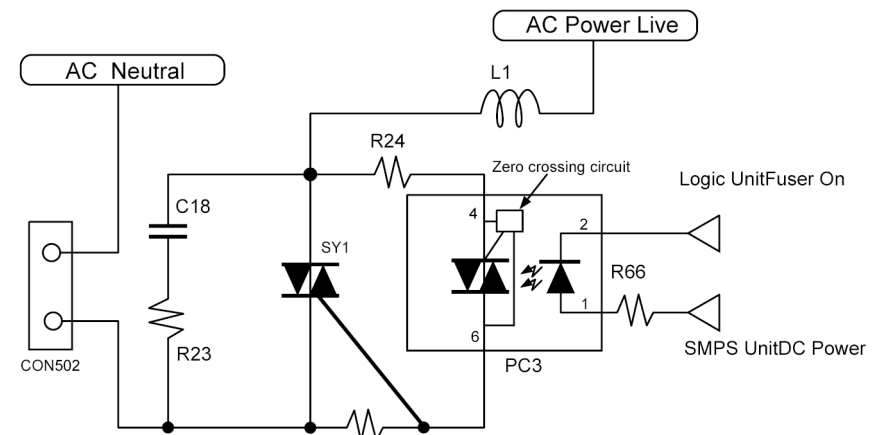 AC Power Live
AC  Neutral
L1
R24
Zero crossing circuit
Logic UnitFuser On
C18
4
2
SY1
R66
1
R23
6
SMPS UnitDC Power
CON502
PC3